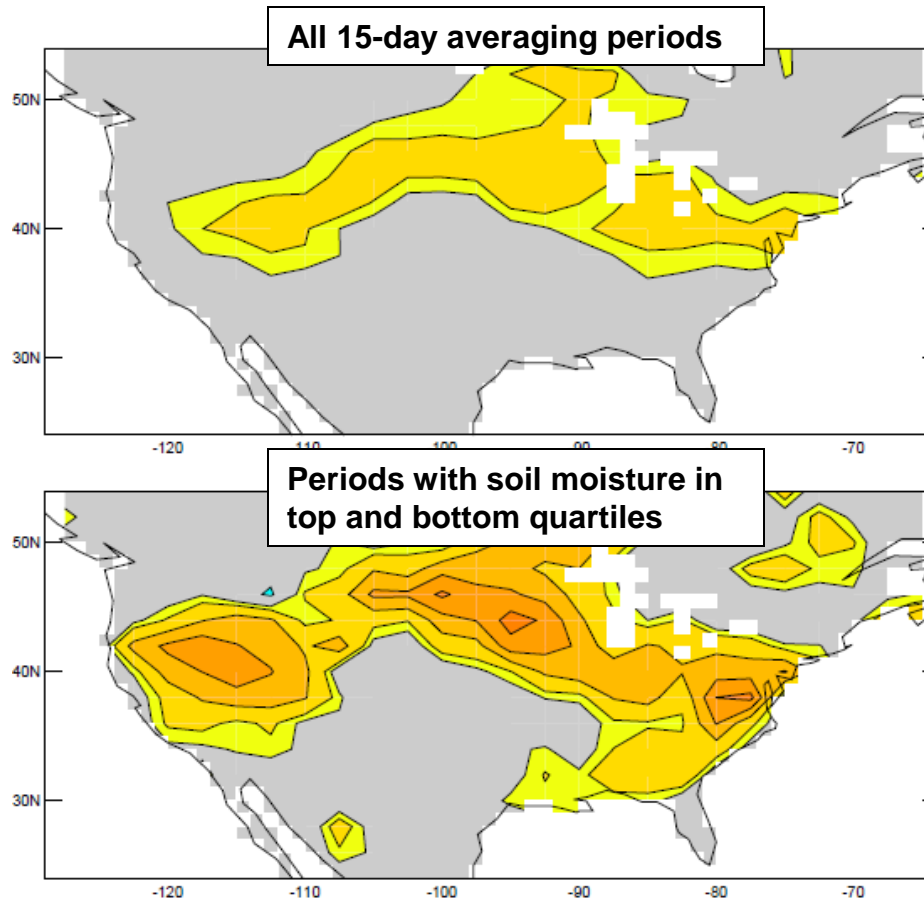 All 15-day averaging periods
50N
40N
30N
-120 -110 -100 -90 -80 -70
Periods with soil moisture in
top and bottom quartiles
50N
40N
30N
-120 -110 -100 -90 -80 -70